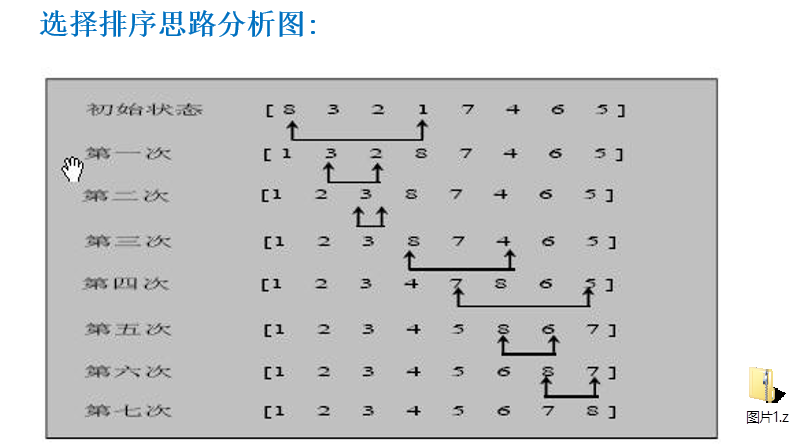 选择排序思路分析图:
初始状态 [ 8 3 2 1 7 4 6 5 ]
第一次 [ 1 3 2 8 7 4 6 5 ]
第二次 [1 2 3 8 7 4 6 5 ]
第三次 [1 2 3 8 7 4 6 5 ]
第四次 [1 2 3 4 7 8 6 5 ]
第五次 [1 2 3 4 5 8 6 7 ]
第六次 [1 2 3 4 5 6 8 7 ]
第七次 [1 2 3 4 5 6 7 8 ]
图片1.z